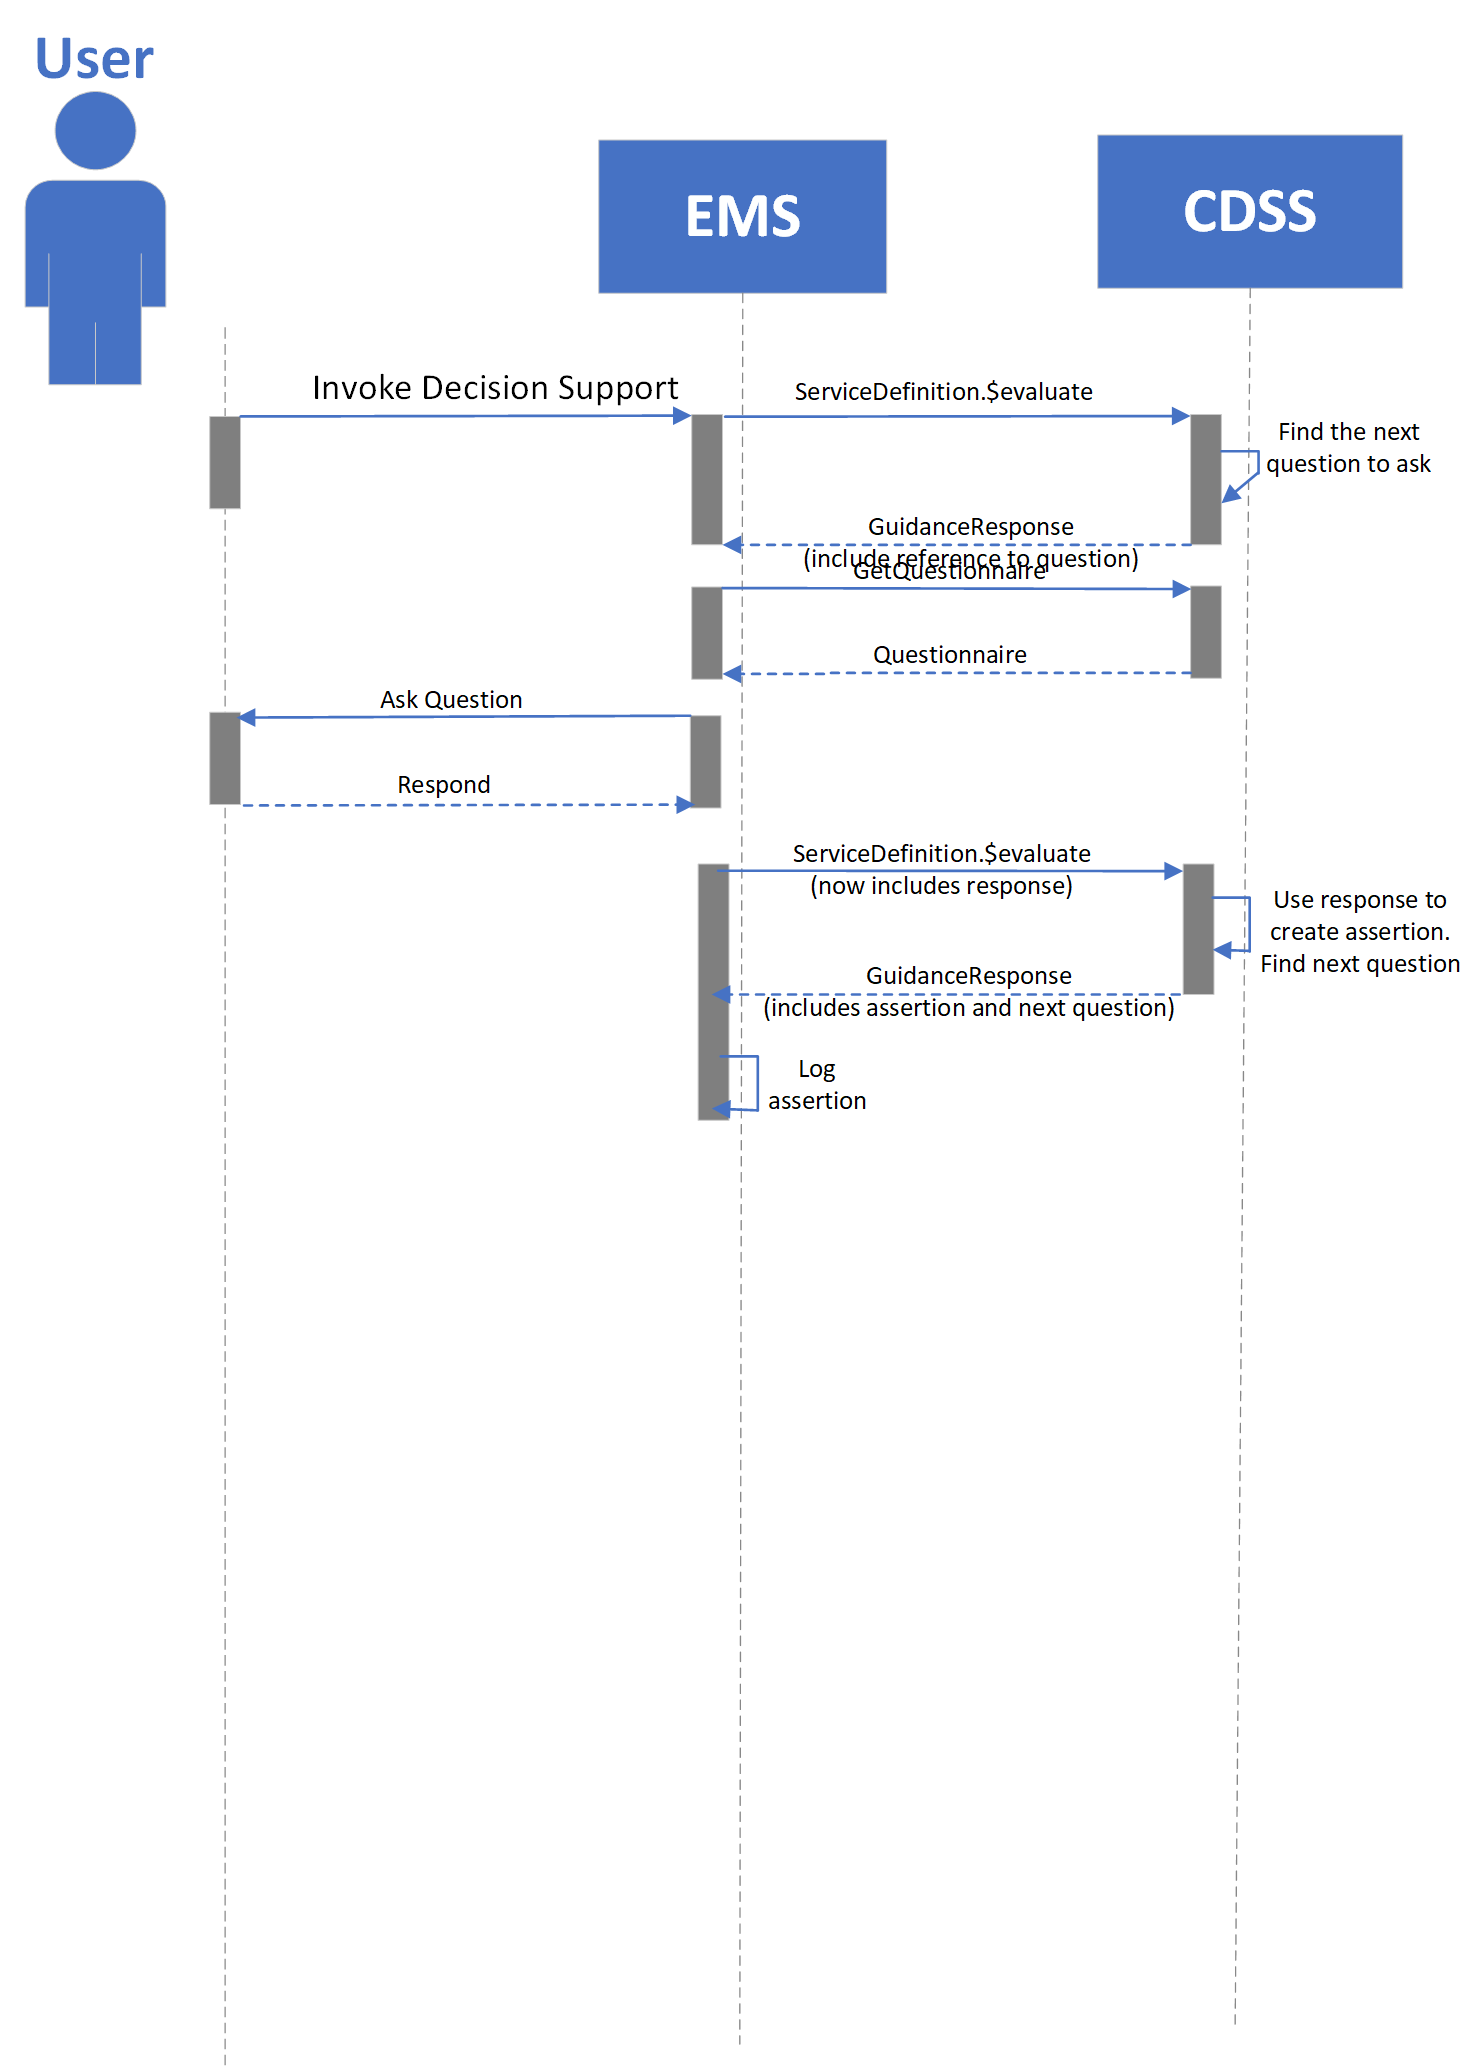 User
EMS
CDSS
Invoke Decision Support
ServiceDefinition.$evaluate
Find the next
question to ask
GuidanceResponse
(include reference to question)
GetQuestionnaire
Questionnaire
Ask Question
Respond
ServiceDefinition.$evaluate
(now includes response)
Use response to
create assertion.
Find next question
GuidanceResponse
(includes assertion and next question)
Log
assertion